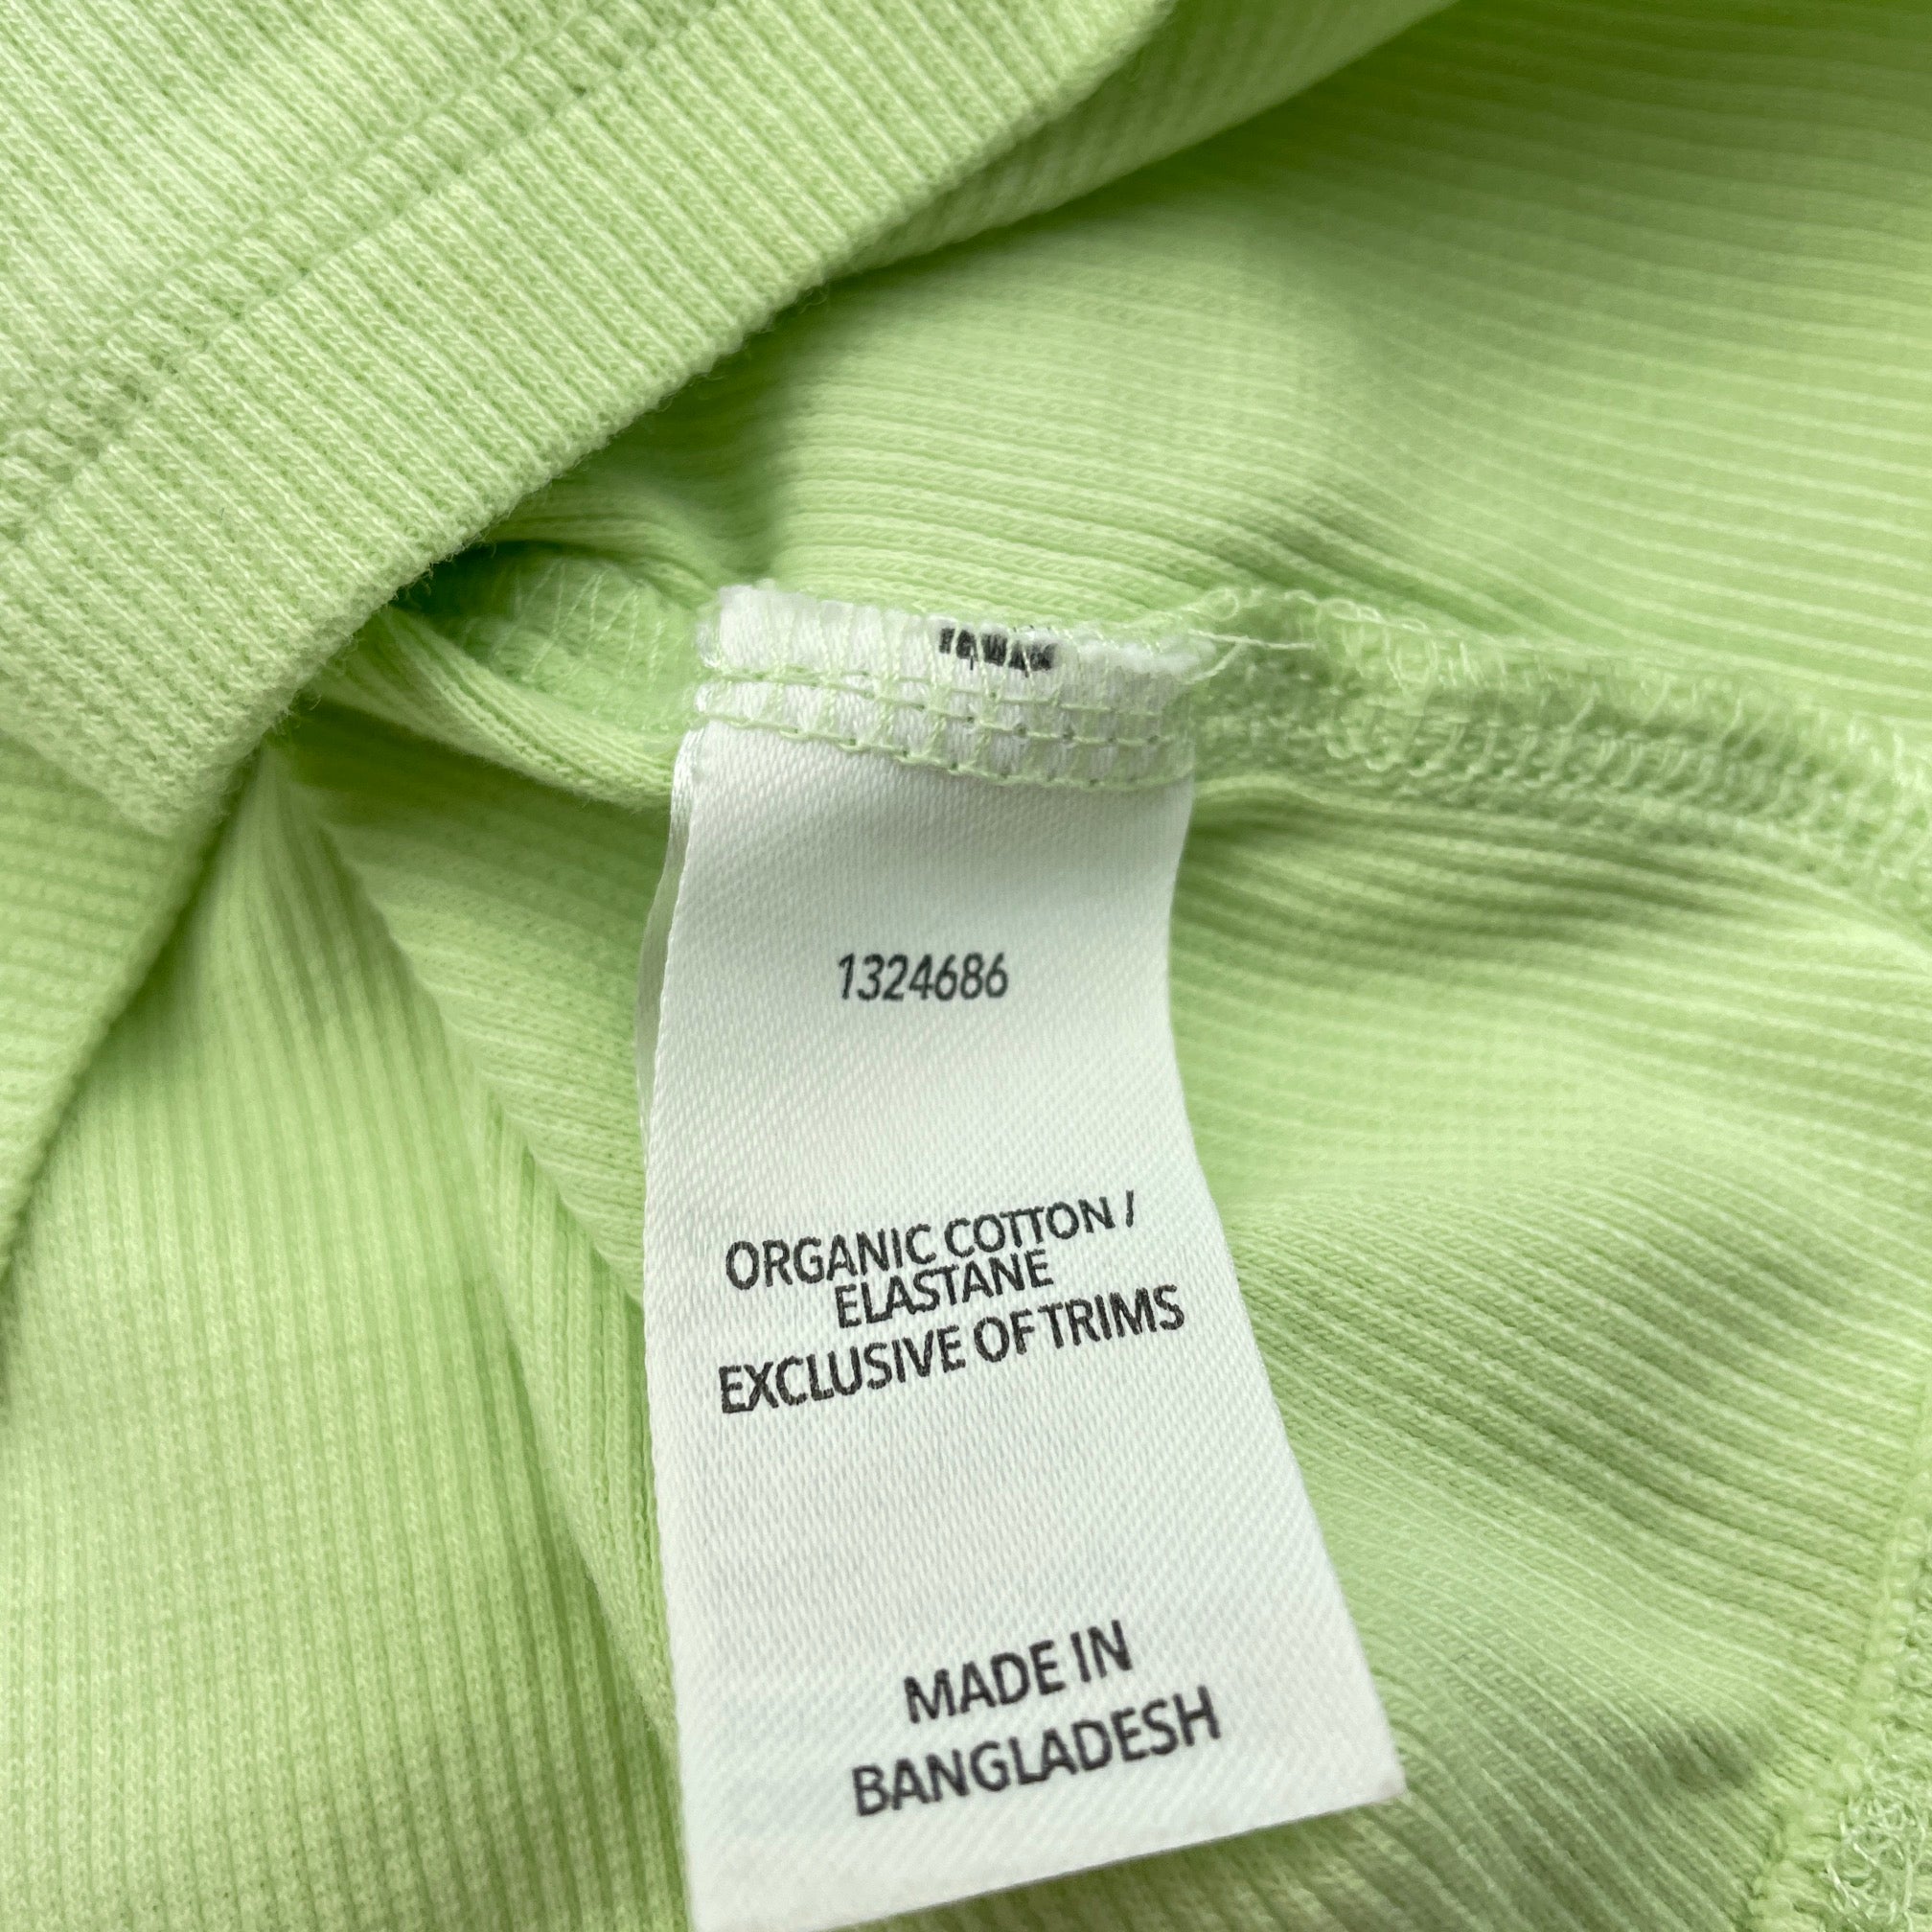 1324686
ORGANIC COTTON /
ELASTANE
EXCLUSIVE OF TRIMS
MADE IN
BANGLADESH